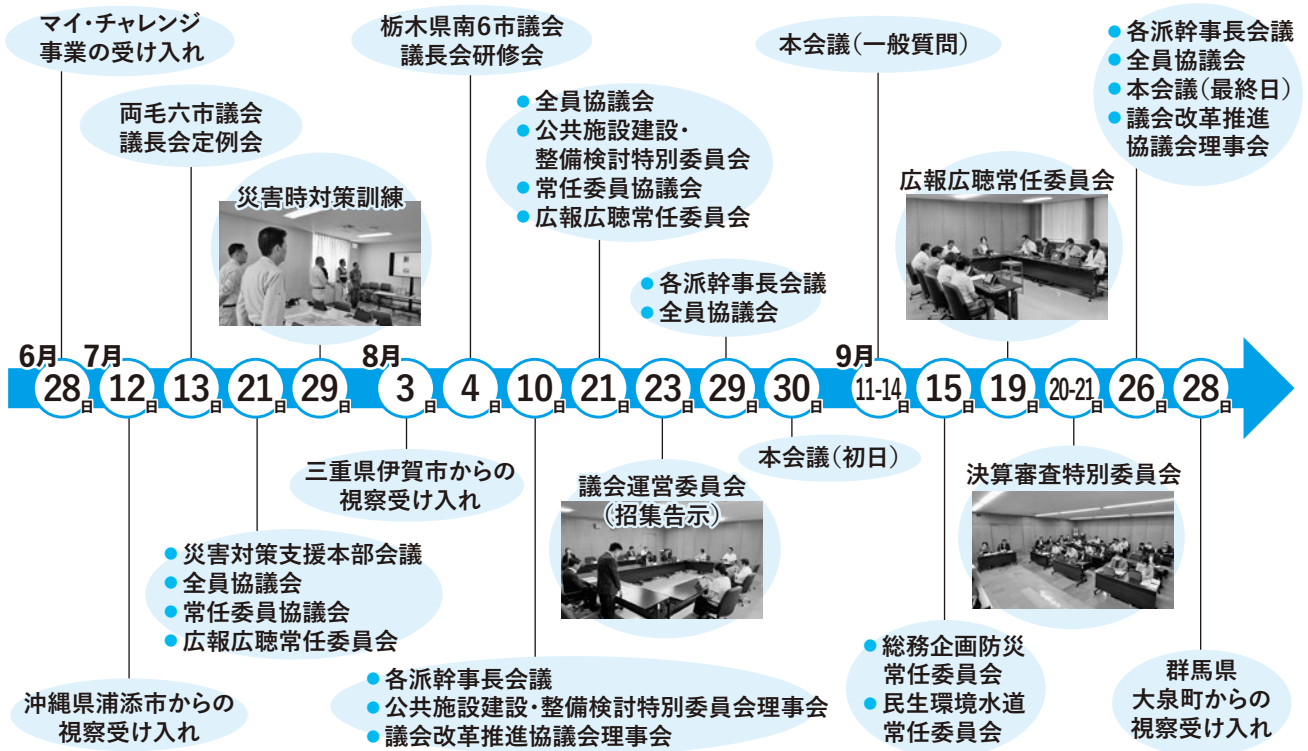 マイ・チャレンジ
事業の受け入れ
両毛六市議会
議長会定例会
災害時対策訓練
栃木県南6市議会
議長会研修会
● 全員協議会
● 公共施設建設・
整備検討特別委員会
● 常任委員協議会
● 広報広聴常任委員会
● 各派幹事長会議
● 全員協議会
本会議（一般質問）
広報広聴常任委員会
● 各派幹事長会議
● 全員協議会
● 本会議（最終日）
● 議会改革推進
協議会理事会
6月
28日
7月
12日
13日
21日
29日
8月
3日
4日
10日
21日
23日
29日
30日
9月
11-14日
15日
19日
20-21日
26日
28日
沖縄県浦添市からの
視察受け入れ
● 災害対策支援本部会議
● 全員協議会
● 常任委員協議会
● 広報広聴常任委員会
三重県伊賀市からの
視察受け入れ
● 各派幹事長会議
● 公共施設建設・整備検討特別委員会理事会
● 議会改革推進協議会理事会
議会運営委員会
（招集告示）
本会議（初日）
● 総務企画防災
常任委員会
● 民生環境水道
常任委員会
決算審査特別委員会
群馬県
大泉町からの
視察受け入れ